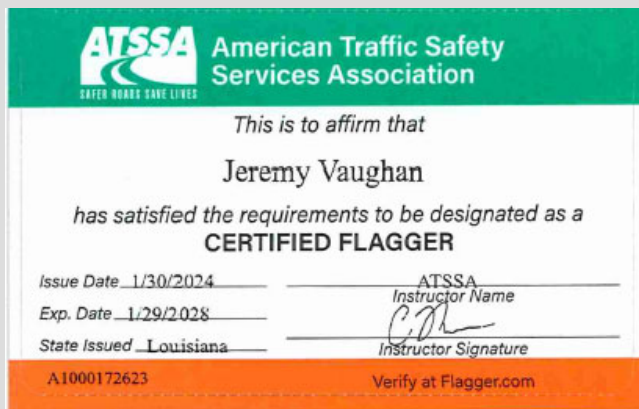 ATSSA
SAFER ROADS SAVE LIVES
American Traffic Safety
Services Association
This is to affirm that
Jeremy Vaughan
has satisfied the requirements to be designated as a
CERTIFIED FLAGGER
Issue Date 1/30/2024
Exp. Date 1/29/2028
State Issued Louisiana
ATSSA
Instructor Name
Instructor Signature
A1000172623
Verify at Flagger.com